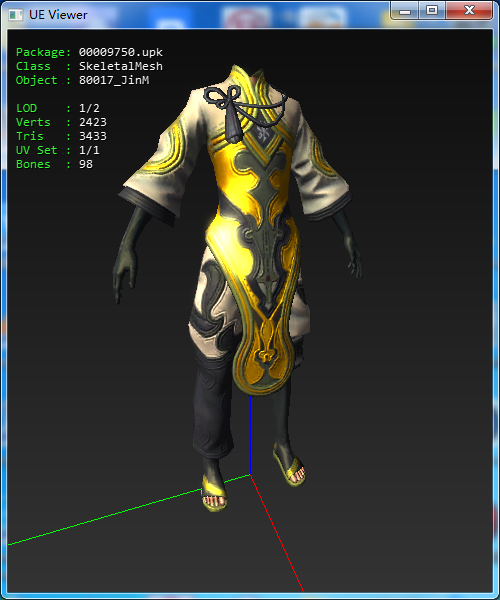 UE Viewer
Package: 00009750.upk
Class : SkeletalMesh
Object : 80017_JinM
LOD : 1/2
Verts : 2423
Tris : 3433
UV Set : 1/1
Bones : 98